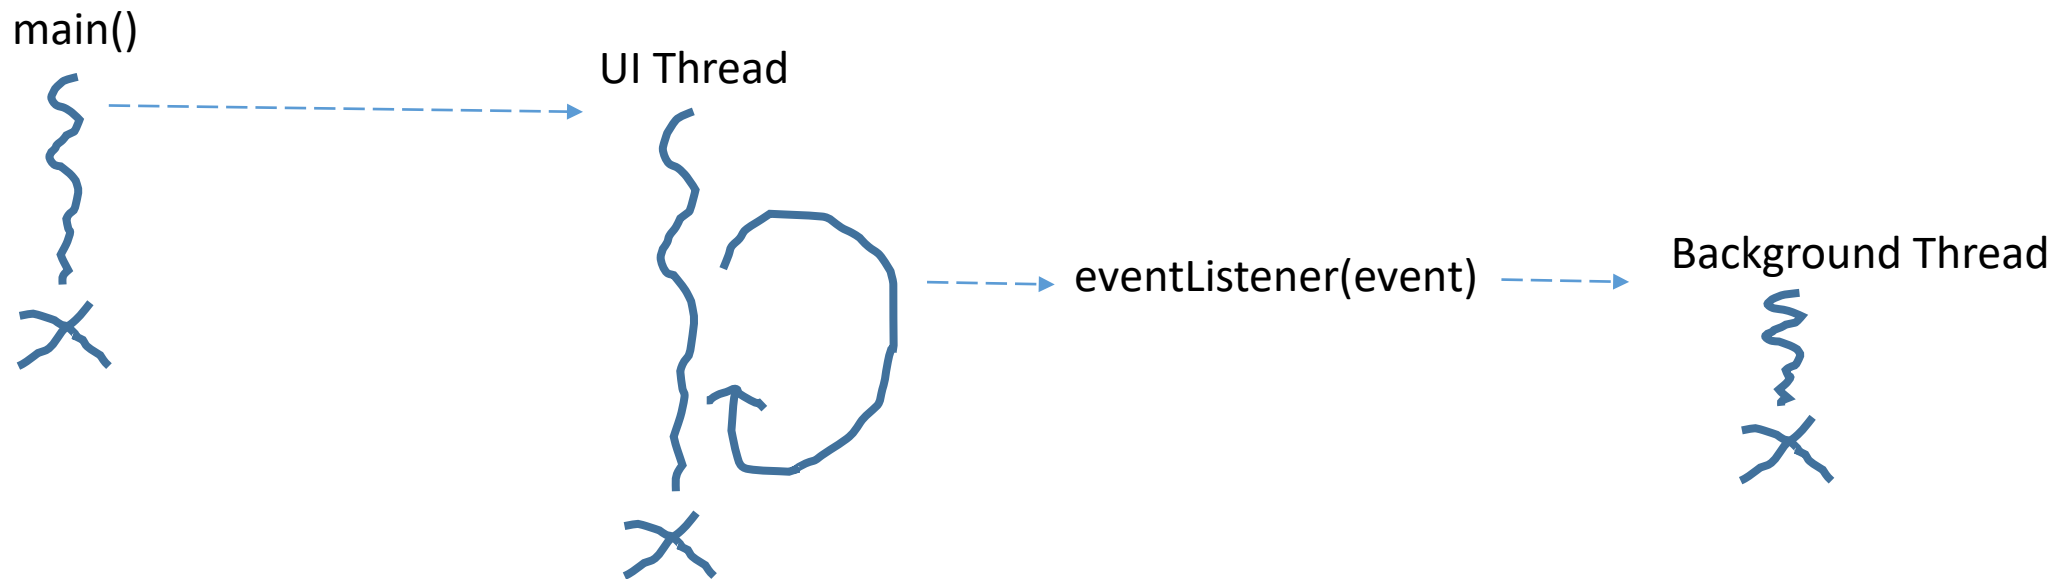 main()
UI Thread
eventListener(event)
Background Thread